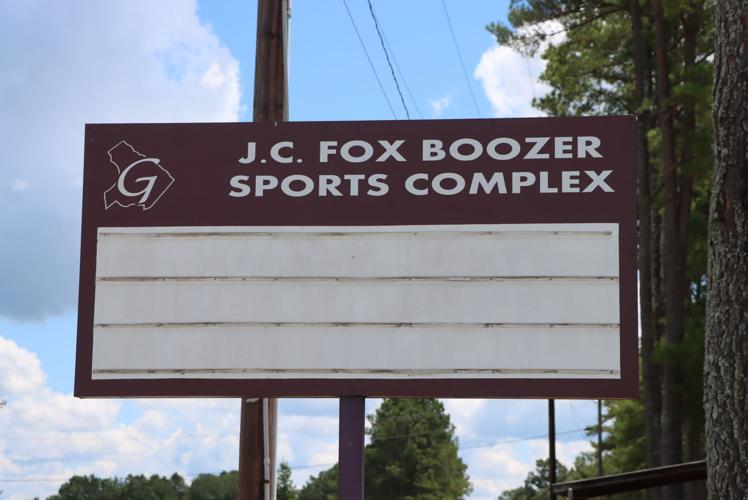 G
J.C. FOX BOOZER
SPORTS COMPLEX